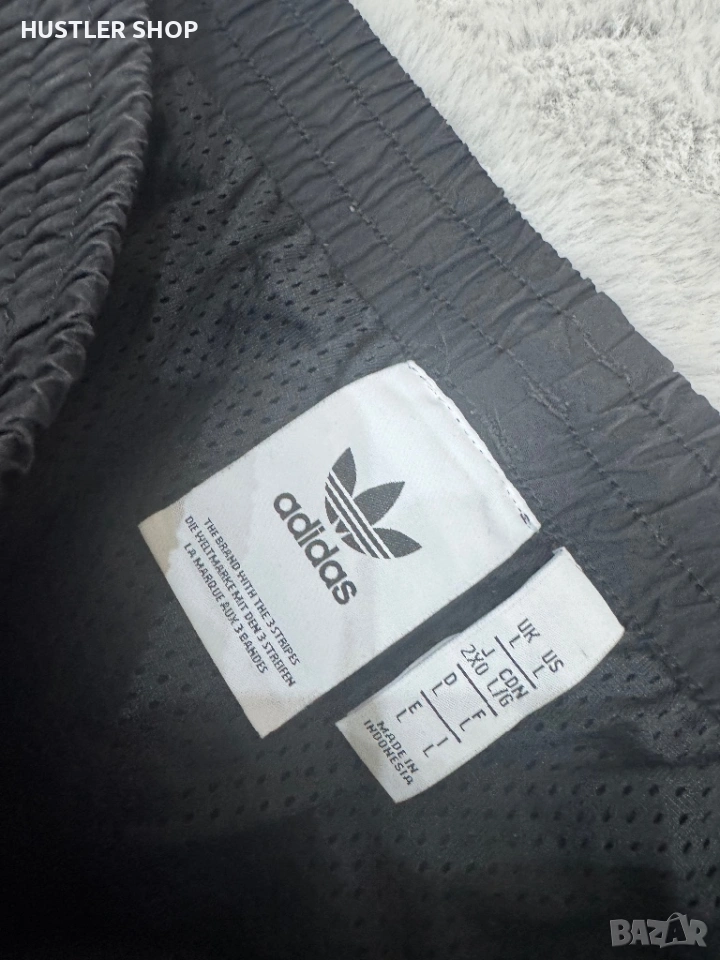 HUSTLER SHOP
adidas
THE BRAND WITH THE 3 STRIPES
DIE WELTMARKE MIT DEN 3 STREIFEN
LA MARQUE AUX 3 BANDES
UK US
L L
J CDN
2XO L/G
D F
L L
E I
L L
MADE IN
INDONESIA
BAZAR